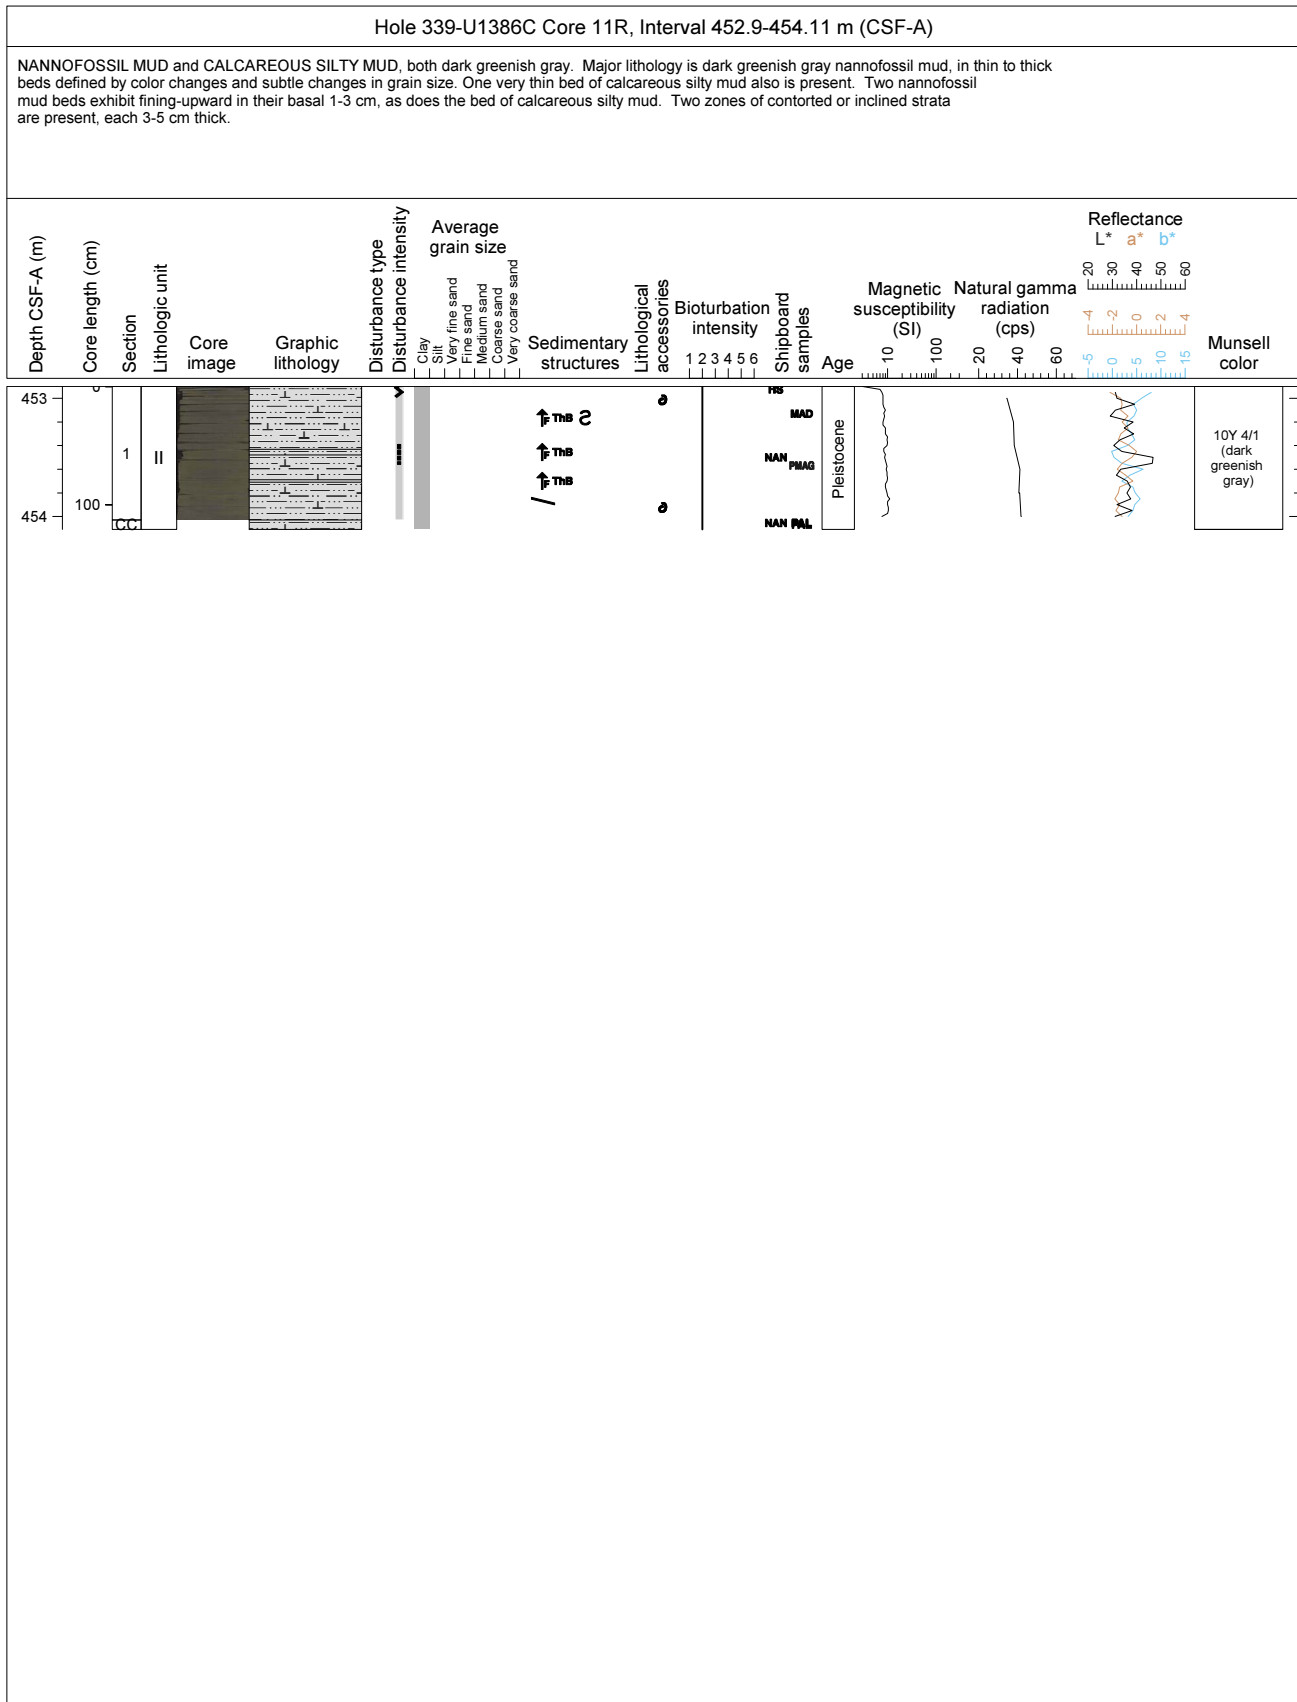 Hole 339-U1386C Core 11R, Interval 452.9-454.11 m (CSF-A)
NANNOFOSSIL MUD and CALCAREOUS SILTY MUD, both dark greenish gray. Major lithology is dark greenish gray nannofossil mud, in thin to thick
beds defined by color changes and subtle changes in grain size. One very thin bed of calcareous silty mud also is present. Two nannofossil
mud beds exhibit fining-upward in their basal 1-3 cm, as does the bed of calcareous silty mud. Two zones of contorted or inclined strata
are present, each 3-5 cm thick.
Depth CSF-A (m)
Core length (cm)
Section
Lithologic unit
Core
image
Graphic
lithology
Disturbance type
Disturbance intensity
Average
grain size
Clay
Silt
Very fine sand
Fine sand
Medium sand
Coarse sand
Very coarse sand
Sedimentary
structures
Lithological
accessories
Bioturbation
intensity
1 2 3 4 5 6
Shipboard
samples
Age
Magnetic
susceptibility
(SI)
10 100
Natural gamma
radiation
(cps)
20 40 60
Reflectance
L* a* b*
20 30 40 50 60
-4 -2 0 2 4
-5 0 5 10 15
Munsell
color
453
454
0
100
1
CC
II
F ThB
F ThB
F ThB
HS
MAD
NAN
PMAG
NAN PAL
Pleistocene
10Y 4/1
(dark
greenish
gray)